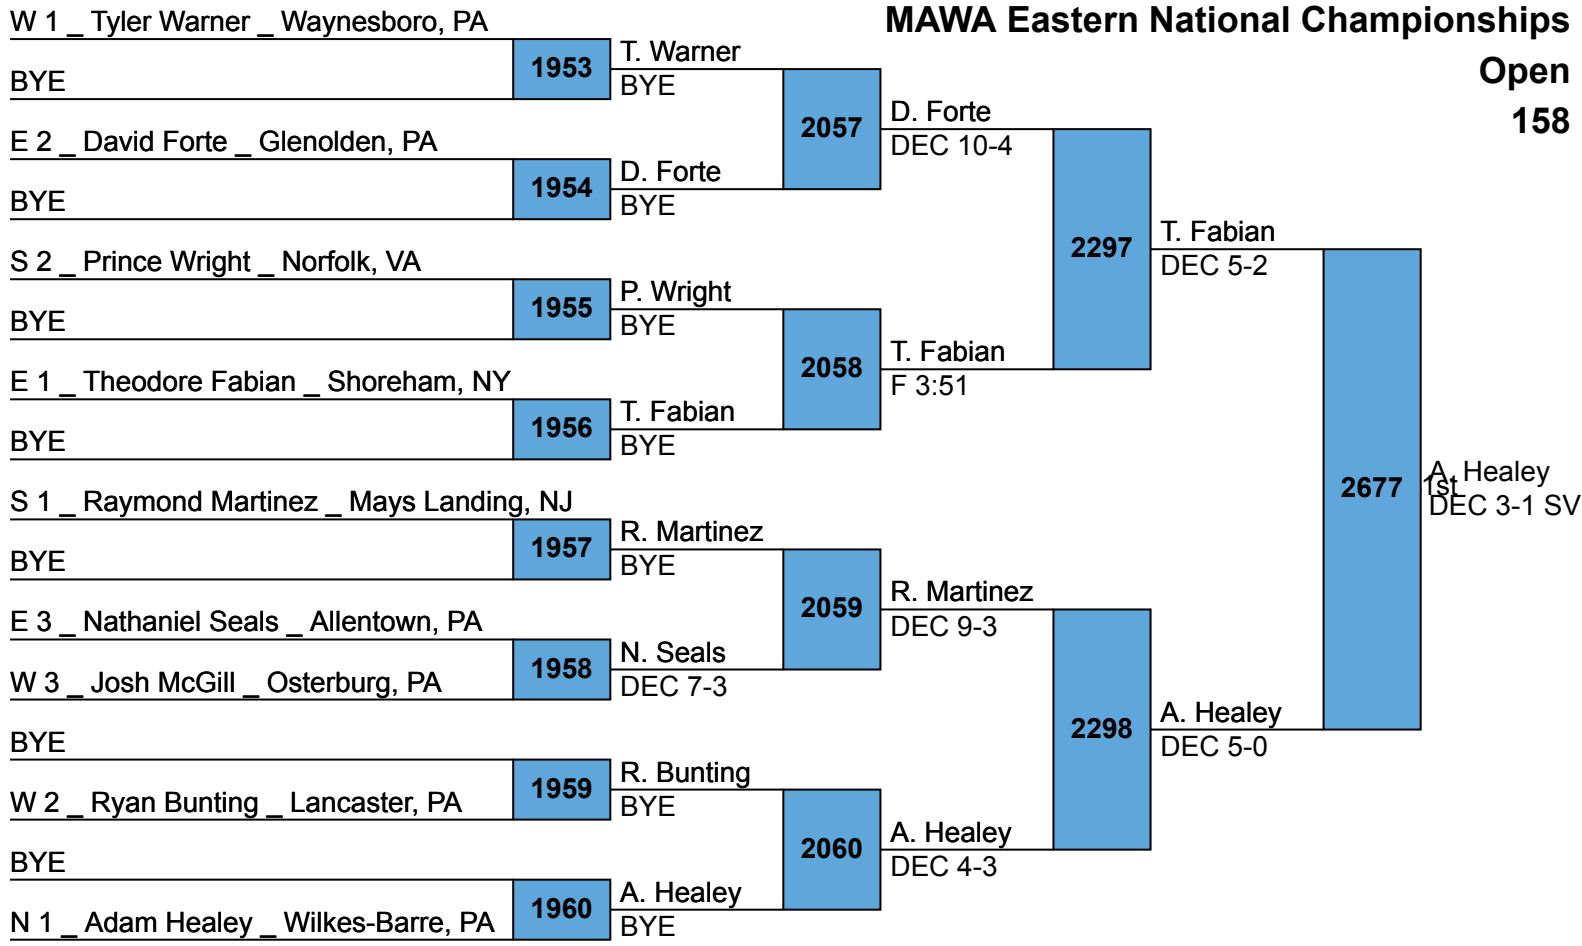 MAWA Eastern National Championships
Open
158
W 1 _ Tyler Warner _ Waynesboro, PA
BYE
E 2 _ David Forte _ Glenolden, PA
BYE
S 2 _ Prince Wright _ Norfolk, VA
BYE
E 1 _ Theodore Fabian _ Shoreham, NY
BYE
S 1 _ Raymond Martinez _ Mays Landing, NJ
BYE
E 3 _ Nathaniel Seals _ Allentown, PA
W 3 _ Josh McGill _ Osterburg, PA
BYE
W 2 _ Ryan Bunting _ Lancaster, PA
BYE
N 1 _ Adam Healey _ Wilkes-Barre, PA
1953
1954
1955
1956
1957
1958
1959
1960
T. Warner
BYE
D. Forte
BYE
P. Wright
BYE
T. Fabian
BYE
R. Martinez
BYE
N. Seals
DEC 7-3
R. Bunting
BYE
A. Healey
BYE
2057
2058
2059
2060
D. Forte
DEC 10-4
T. Fabian
F 3:51
R. Martinez
DEC 9-3
A. Healey
DEC 4-3
2297
2298
T. Fabian
DEC 5-2
A. Healey
DEC 5-0
2677
A. Healey
1st
DEC 3-1 SV